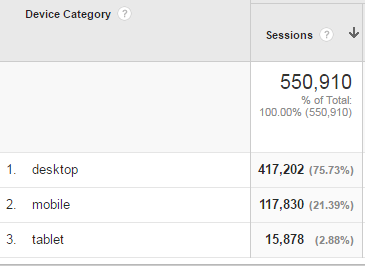 Device Category ?
Sessions ?
550,910
% of Total:
100.00% (550,910)
1. desktop 417,202 (75.73%)
2. mobile 117,830 (21.39%)
3. tablet 15,878 (2.88%)